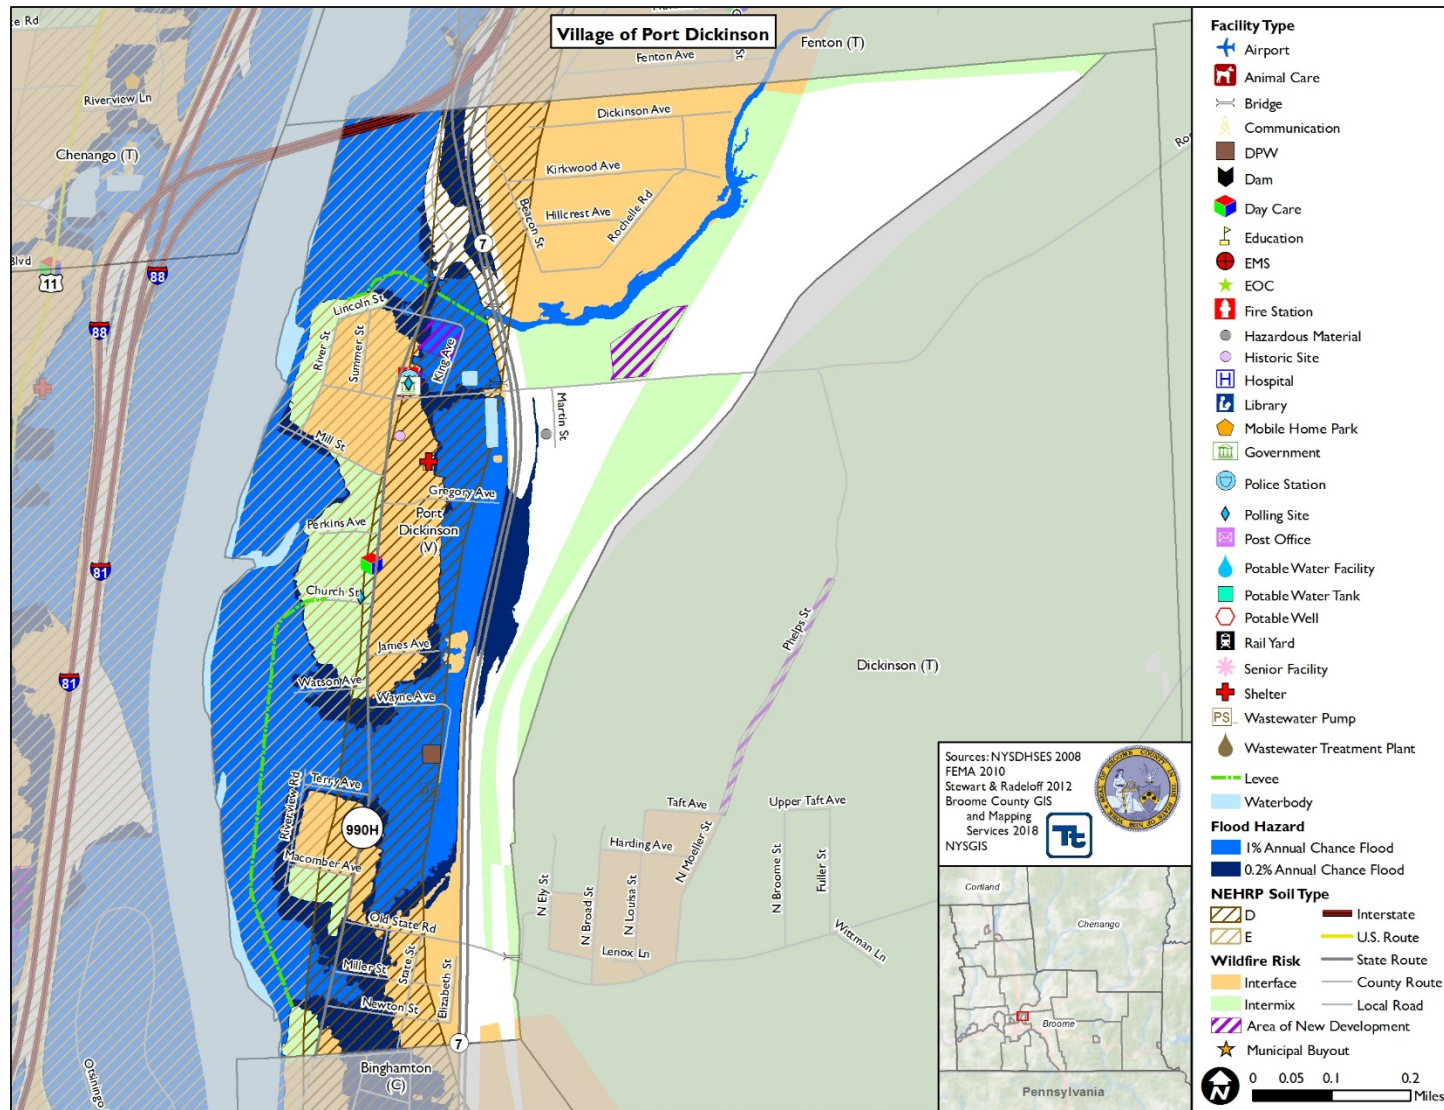 Village of Port Dickinson
Fenton (T)
Fenton Ave
Riverview Ln
Chenango (T)
Dickinson Ave
Kirkwood Ave
Beacon St
Hillcrest Ave
Rochelle Rd
Blvd
11
88
88
7
Lincoln St
River St
Summer St
King Ave
Martin St
Mill St
Gregory Ave
Port
Dickinson
(V)
Perkins Ave
81
Church St
James Ave
Phelps St
Dickinson (T)
81
Watson Ave
Wayne Ave
PS
Terry Ave
Riverview Rd
990H
Macomber Ave
Taft Ave
Upper Taft Ave
Harding Ave
N Moeller St
N Ely St
N Broad St
N Louisa St
N Broome St
Fuller St
Old State Rd
Lenox Ln
Wittman Ln
Miller St
State St
Elizabeth St
Newton St
7
Otsiningo
Binghamton
(C)
Sources: NYSDHSES 2008
FEMA 2010
Stewart & Radeloff 2012
Broome County GIS
and Mapping
Services 2018
NYSGIS
Tt
Cortland
Chenango
Broome
Pennsylvania
Facility Type
Airport
Animal Care
Bridge
Communication
DPW
Dam
Day Care
Education
EMS
EOC
Fire Station
Hazardous Material
Historic Site
H Hospital
Library
Mobile Home Park
Government
Police Station
Polling Site
Post Office
Potable Water Facility
Potable Water Tank
Potable Well
Rail Yard
Senior Facility
Shelter
PS Wastewater Pump
Wastewater Treatment Plant
Levee
Waterbody
Flood Hazard
1% Annual Chance Flood
0.2% Annual Chance Flood
NEHRP Soil Type
D
E
Interstate
U.S. Route
State Route
County Route
Local Road
Wildfire Risk
Interface
Intermix
Area of New Development
Municipal Buyout
N
0 0.05 0.1 0.2
Miles